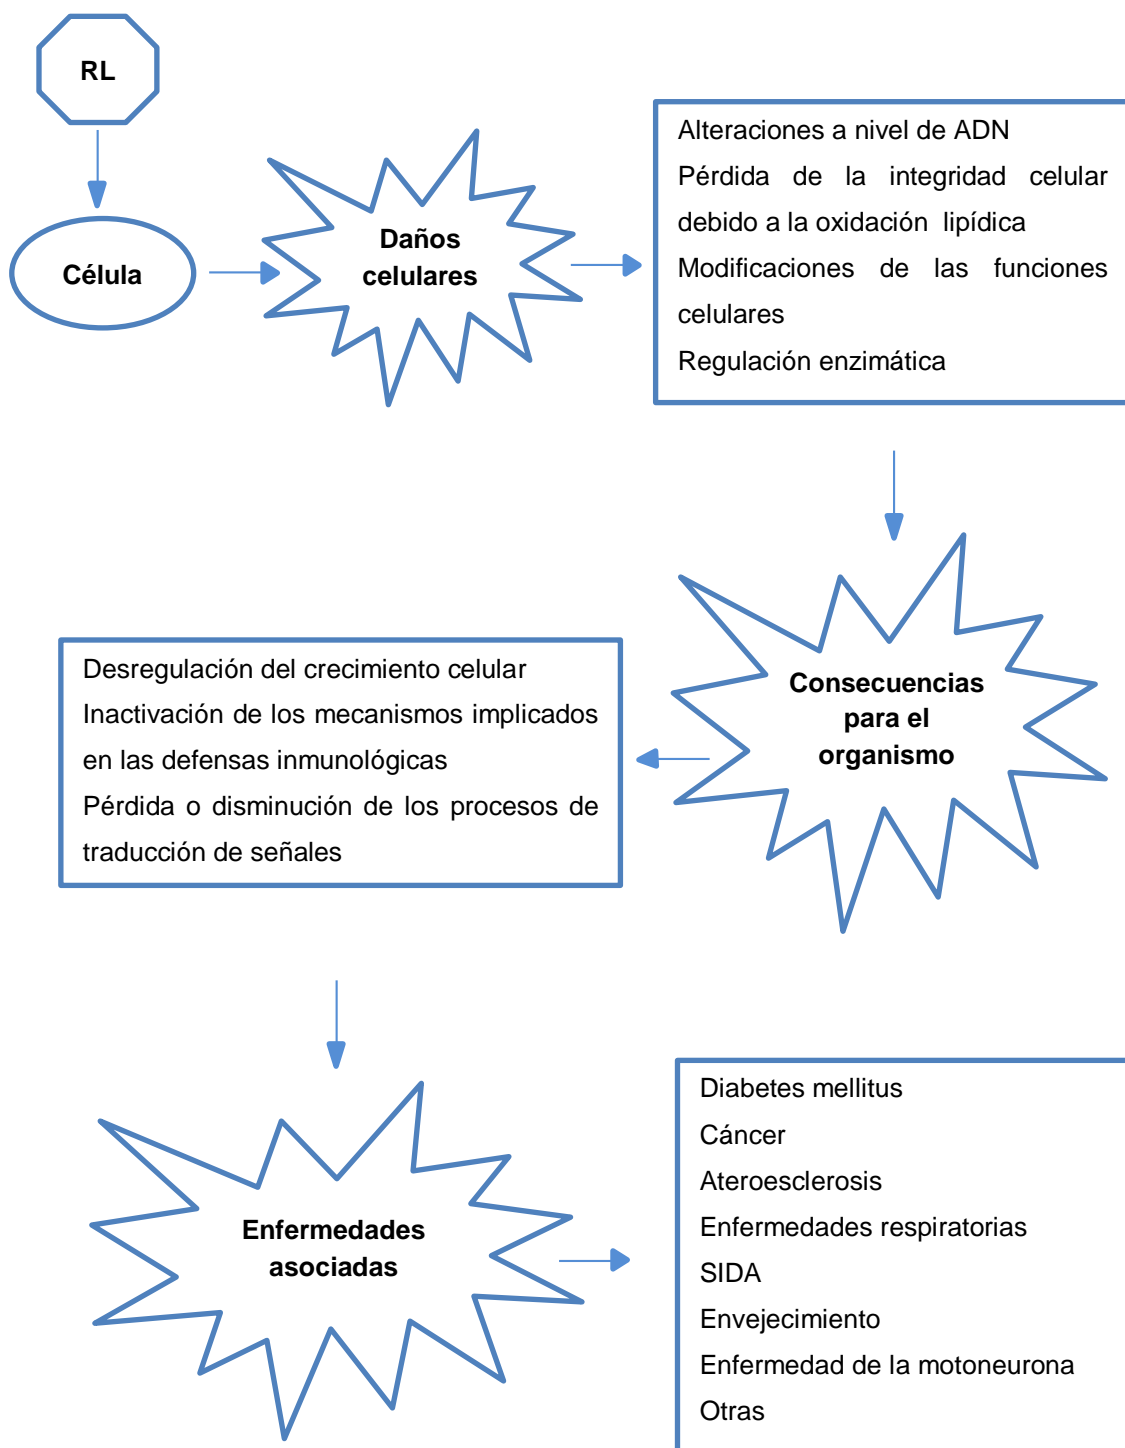 RL
Célula
Daños
celulares
Alteraciones a nivel de ADN
Pérdida de la integridad celular
debido a la oxidación lipídica
Modificaciones de las funciones
celulares
Regulación enzimática
Consecuencias
para el
organismo
Desregulación del crecimiento celular
Inactivación de los mecanismos implicados
en las defensas inmunológicas
Pérdida o disminución de los procesos de
traducción de señales
Enfermedades
asociadas
Diabetes mellitus
Cáncer
Ateroesclerosis
Enfermedades respiratorias
SIDA
Envejecimiento
Enfermedad de la motoneurona
Otras